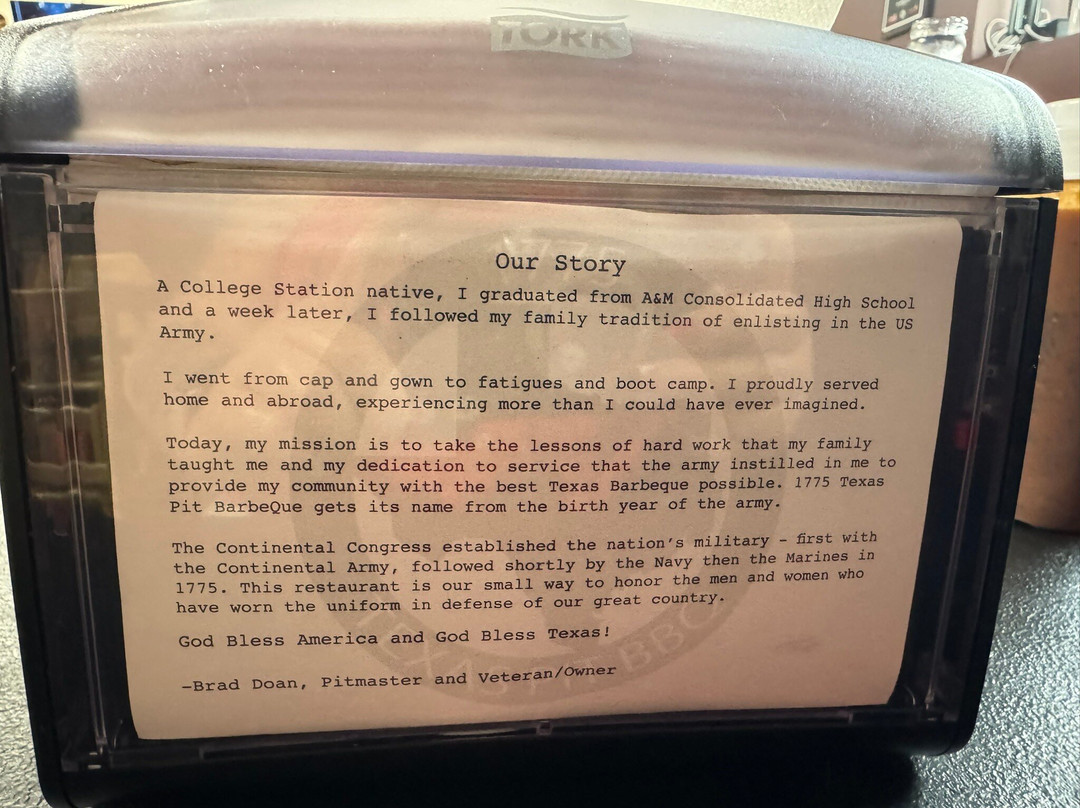 TORK
Our Story
A College Station native, I graduated from A&M Consolidated High School
and a week later, I followed my family tradition of enlisting in the US
Army.
I went from cap and gown to fatigues and boot camp. I proudly served
home and abroad, experiencing more than I could have ever imagined.
Today, my mission is to take the lessons of hard work that my family
taught me and my dedication to service that the army instilled in me to
provide my community with the best Texas Barbeque possible. 1775 Texas
Pit BarbeQue gets its name from the birth year of the army.
The Continental Congress established the nation's military - first with
the Continental Army, followed shortly by the Navy then the Marines in
1775. This restaurant is our small way to honor the men and women who
have worn the uniform in defense of our great country.
God Bless America and God Bless Texas!
-Brad Doan, Pitmaster and Veteran/Owner
TEXAS PIT BBQ